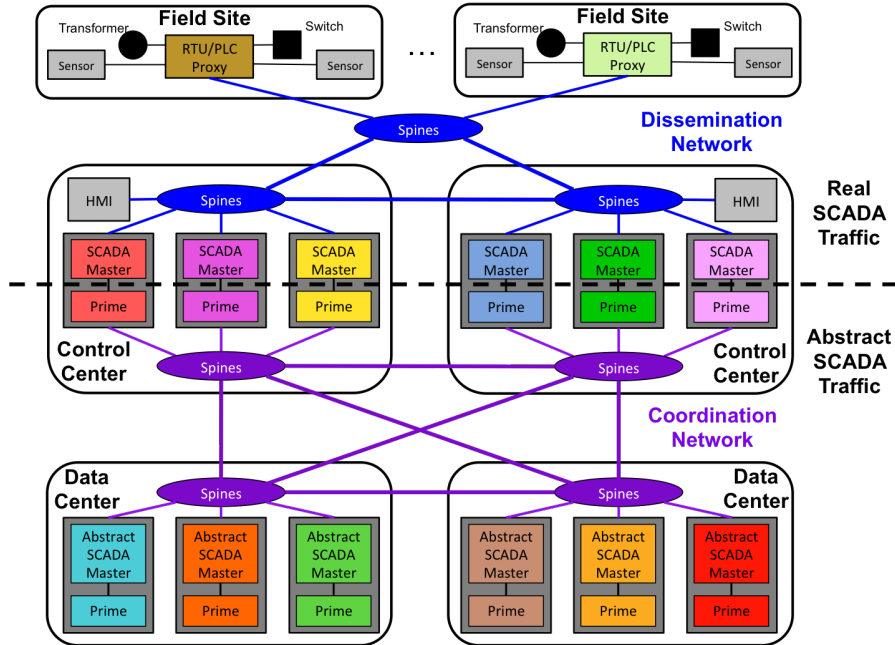 Field Site
Transformer
Switch
RTU/PLC
Proxy
Sensor
Sensor
...
Field Site
Transformer
Switch
RTU/PLC
Proxy
Sensor
Sensor
Spines
Dissemination
Network
HMI
Spines
Spines
HMI
Real
SCADA
Traffic
SCADA
Master
SCADA
Master
SCADA
Master
SCADA
Master
SCADA
Master
SCADA
Master
Prime
Prime
Prime
Prime
Prime
Prime
Abstract
SCADA
Traffic
Control
Center
Spines
Spines
Control
Center
Coordination
Network
Data
Center
Spines
Spines
Data
Center
Abstract
SCADA
Master
Abstract
SCADA
Master
Abstract
SCADA
Master
Abstract
SCADA
Master
Abstract
SCADA
Master
Abstract
SCADA
Master
Prime
Prime
Prime
Prime
Prime
Prime